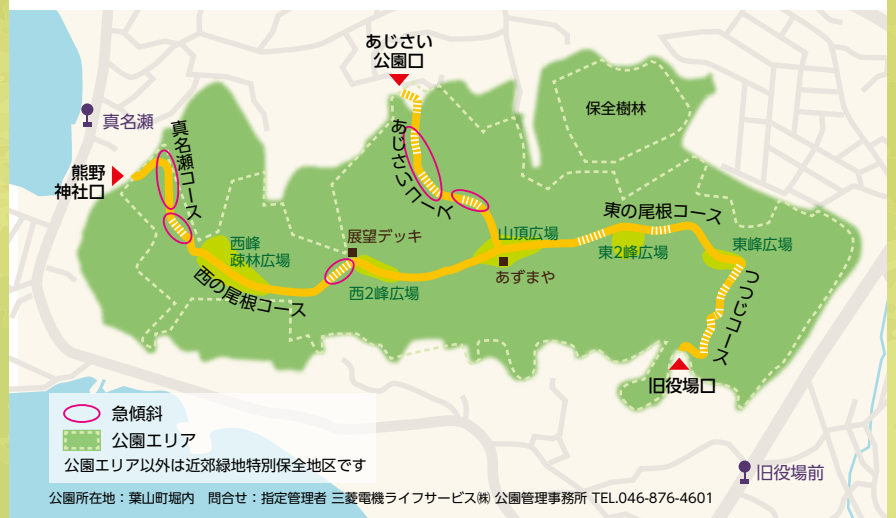 あじさい
公園口
保全樹林
真名瀬
真名瀬コース
熊野
神社口
あじさいコース
東の尾根コース
山頂広場
展望デッキ
西峰
疎林広場
東2峰広場
東峰広場
あずまや
西の尾根コース
西2峰広場
つつじコース
旧役場口
急傾斜
公園エリア
公園エリア以外は近郊緑地特別保全地区です
旧役場前
公園所在地：葉山町堀内　問合せ：指定管理者 三菱電機ライフサービス㈱ 公園管理事務所 TEL.046-876-4601